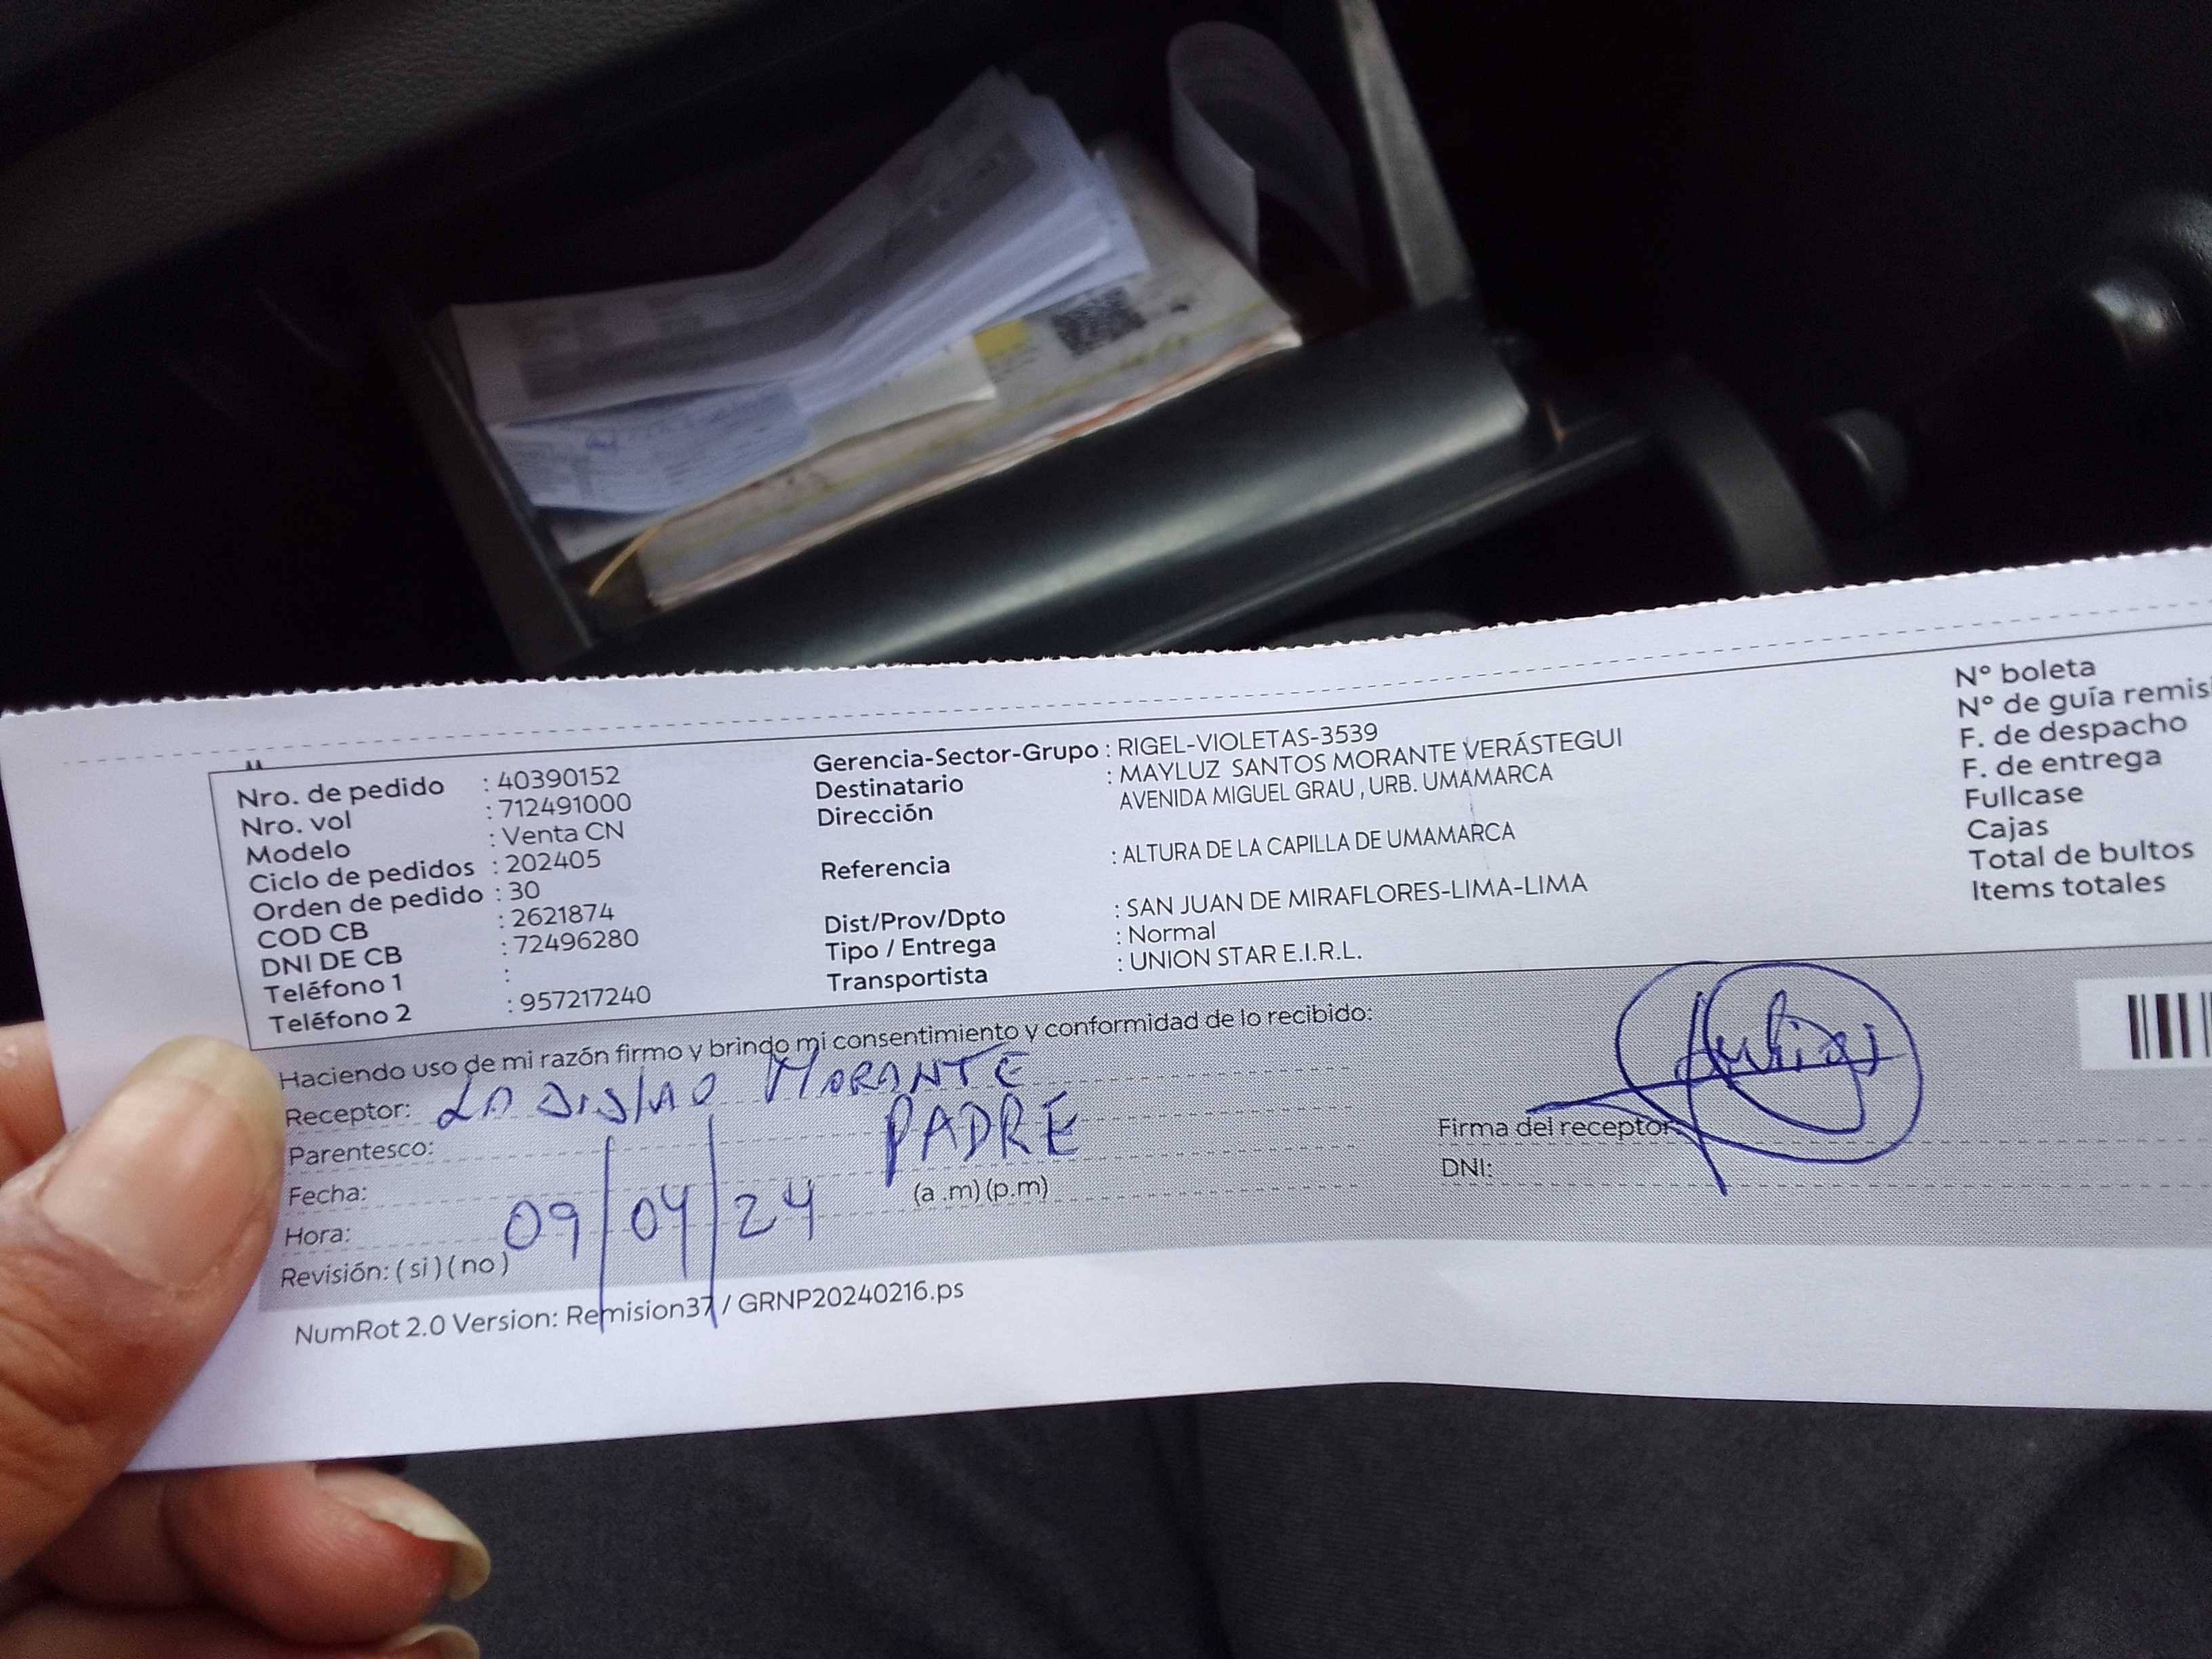 Nro. de pedido : 40390152
Nro. vol : 712491000
Modelo : Venta CN
Ciclo de pedidos : 202405
Orden de pedido : 30
COD CB : 2621874
DNI DE CB : 72496280
Teléfono 1 :
Teléfono 2 : 957217240
Gerencia-Sector-Grupo : RIGEL-VIOLETAS-3539
Destinatario : MAYLUZ SANTOS MORANTE VERÁSTEGUI
Dirección AVENIDA MIGUEL GRAU , URB. UMAMARCA
Referencia : ALTURA DE LA CAPILLA DE UMAMARCA
Dist/Prov/Dpto : SAN JUAN DE MIRAFLORES-LIMA-LIMA
Tipo / Entrega : Normal
Transportista : UNION STAR E.I.R.L.
N° boleta
N° de guía remis
F. de despacho
F. de entrega
Fullcase
Cajas
Total de bultos
Items totales
Haciendo uso de mi razón firmo y brindo mi consentimiento y conformidad de lo recibido:
Receptor: MORANTE
Parentesco: PADRE
Fecha: 09/04/24
Hora: (a .m) (p.m)
Revisión: ( si ) ( no )
Firma del receptor:
DNI:
NumRot 2.0 Version: Remision37 / GRNP20240216.ps